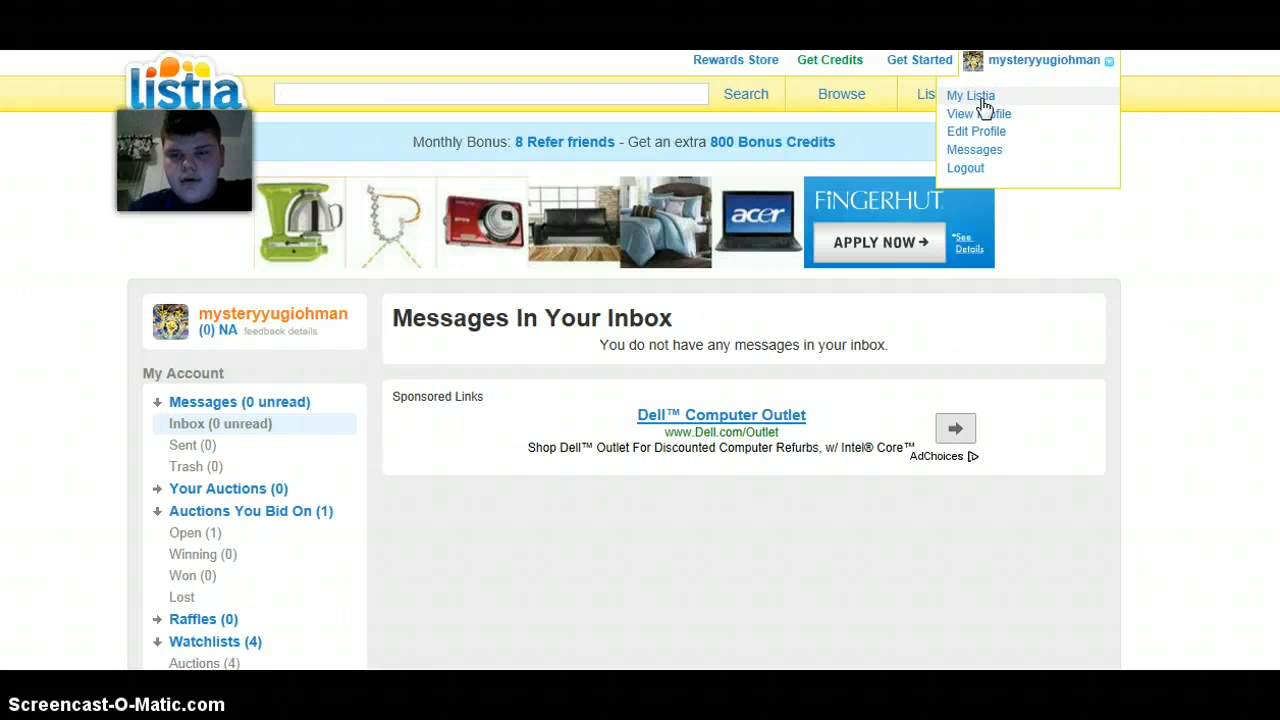 Rewards Store Get Credits Get Started mysteryyugiohman
listia
Search Browse Lis
My Listia
View Profile
Edit Profile
Messages
Logout
Monthly Bonus: 8 Refer friends - Get an extra 800 Bonus Credits
acer
FINGERHUT
APPLY NOW
*See Details
mysteryyugiohman
(0) NA feedback details
My Account
Messages (0 unread)
Inbox (0 unread)
Sent (0)
Trash (0)
Your Auctions (0)
Auctions You Bid On (1)
Open (1)
Winning (0)
Won (0)
Lost
Raffles (0)
Watchlists (4)
Auctions (4)
Messages In Your Inbox
You do not have any messages in your inbox.
Sponsored Links
Dell™ Computer Outlet
www.Dell.com/Outlet
Shop Dell™ Outlet For Discounted Computer Refurbs, w/ Intel® Core™
AdChoices
Screencast-O-Matic.com